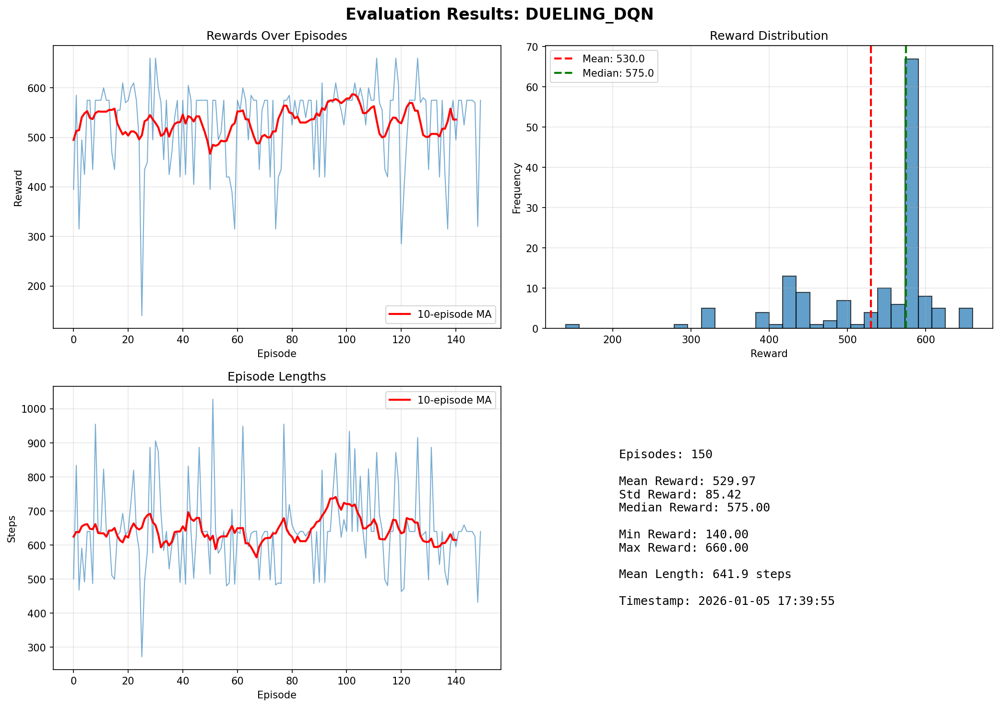 Evaluation Results: DUELING_DQN
Rewards Over Episodes
Reward
600
500
400
300
200
0 20 40 60 80 100 120 140
Episode
10-episode MA
Reward Distribution
Mean: 530.0
Median: 575.0
Frequency
70
60
50
40
30
20
10
0
200 300 400 500 600
Reward
Episode Lengths
10-episode MA
Steps
1000
900
800
700
600
500
400
300
0 20 40 60 80 100 120 140
Episode
Episodes: 150
Mean Reward: 529.97
Std Reward: 85.42
Median Reward: 575.00
Min Reward: 140.00
Max Reward: 660.00
Mean Length: 641.9 steps
Timestamp: 2026-01-05 17:39:55